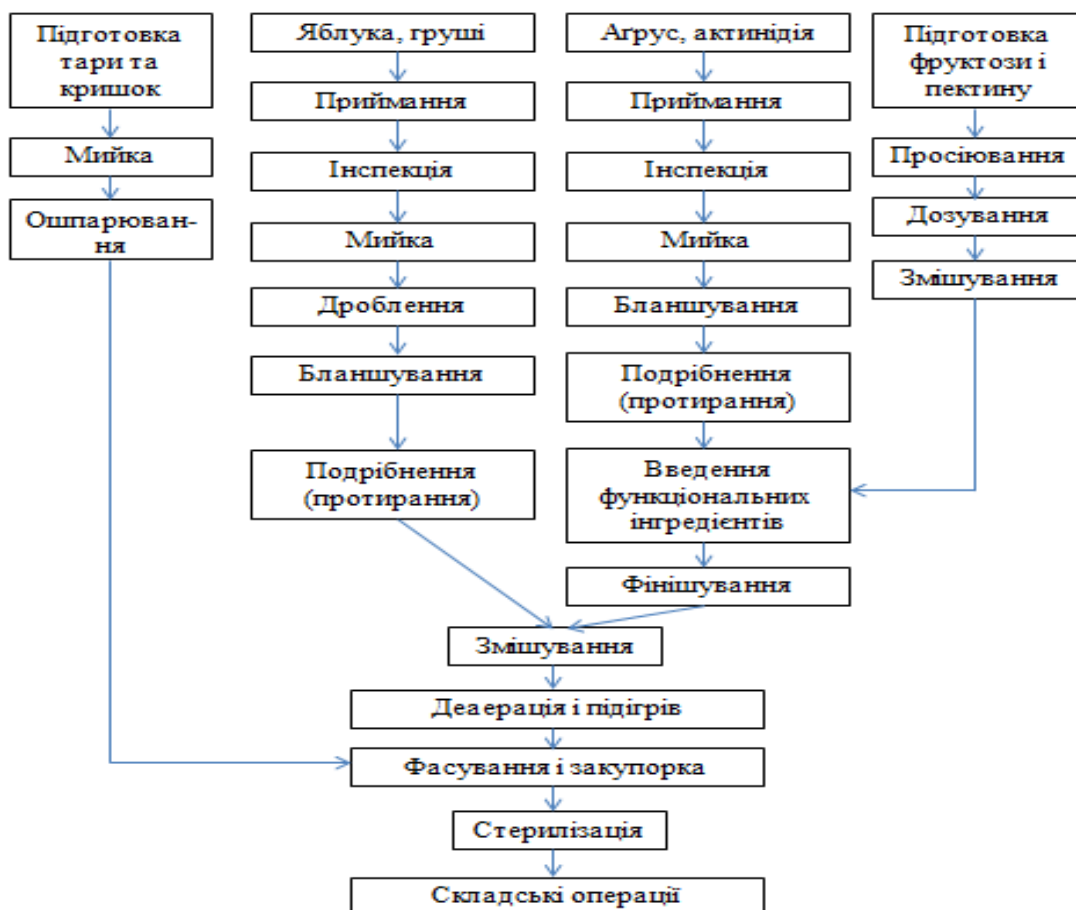 Підготовка
тари та
кришок
Мийка
Ошпарюван-
ня
Яблука, груші
Приймання
Інспекція
Мийка
Дроблення
Бланшування
Подрібнення
(протирання)
Аґрус, актинідія
Приймання
Інспекція
Мийка
Бланшування
Подрібнення
(протирання)
Введення
функціональних
інгредієнтів
Фінішування
Підготовка
фруктози і
пектину
Просіювання
Дозування
Змішування
Змішування
Деаерація і підігрів
Фасування і закупорка
Стерилізація
Складські операції